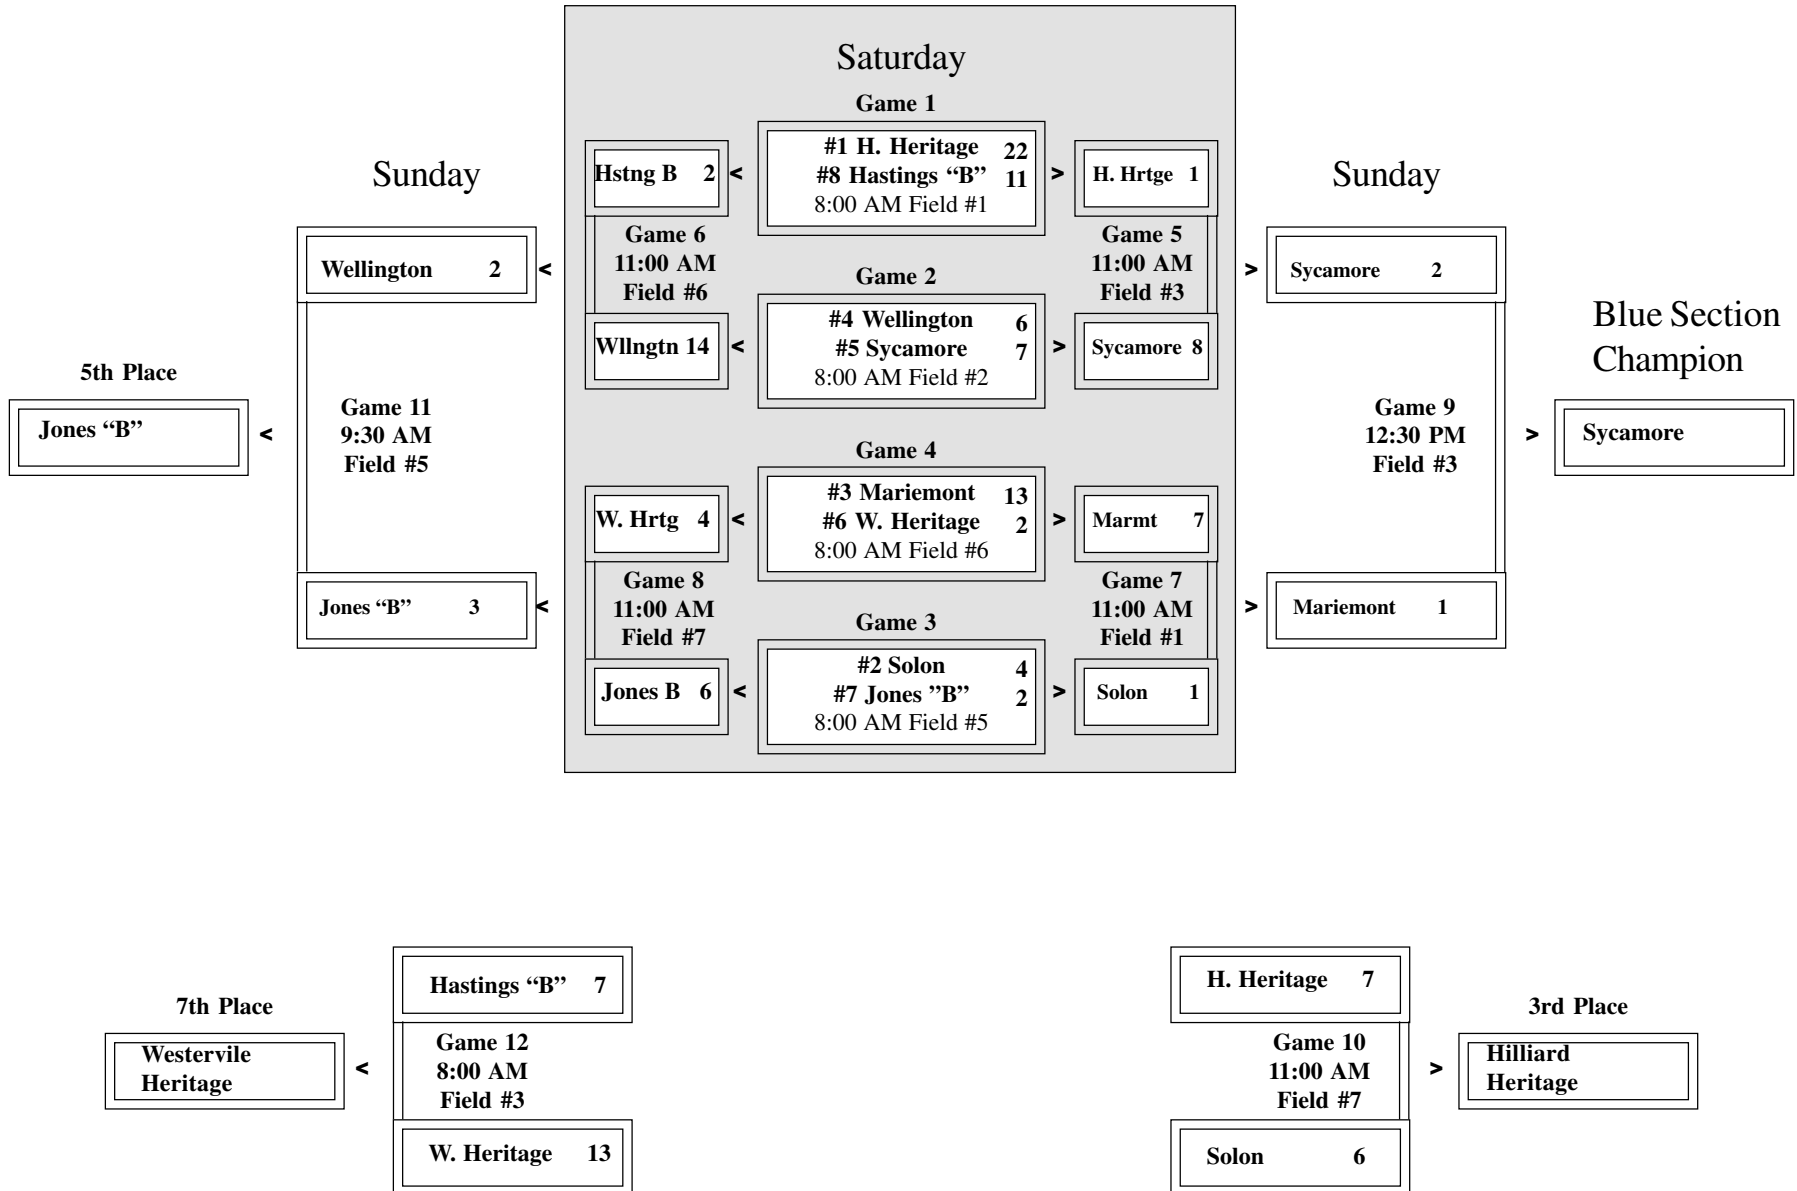 Saturday
Game 1
#1 H. Heritage 22
#8 Hastings “B” 11
8:00 AM Field #1
Hstng B 2 <
> H. Hrtge 1
Sunday
Sunday
Game 6
11:00 AM
Field #6
Game 5
11:00 AM
Field #3
Wellington 2 <
> Sycamore 2
Game 2
#4 Wellington 6
#5 Sycamore 7
8:00 AM Field #2
Wllngtn 14 <
> Sycamore 8
Blue Section
Champion
5th Place
Jones “B” <
Game 11
9:30 AM
Field #5
Game 9
12:30 PM
Field #3
> Sycamore
Game 4
#3 Mariemont 13
#6 W. Heritage 2
8:00 AM Field #6
W. Hrtg 4 <
> Marmt 7
Game 8
11:00 AM
Field #7
Game 7
11:00 AM
Field #1
Jones “B” 3 <
> Mariemont 1
Game 3
#2 Solon 4
#7 Jones ”B” 2
8:00 AM Field #5
Jones B 6 <
> Solon 1
Hastings “B” 7
7th Place
Westervile
Heritage
<
Game 12
8:00 AM
Field #3
W. Heritage 13
H. Heritage 7
Game 10
11:00 AM
Field #7
>
3rd Place
Hilliard
Heritage
Solon 6